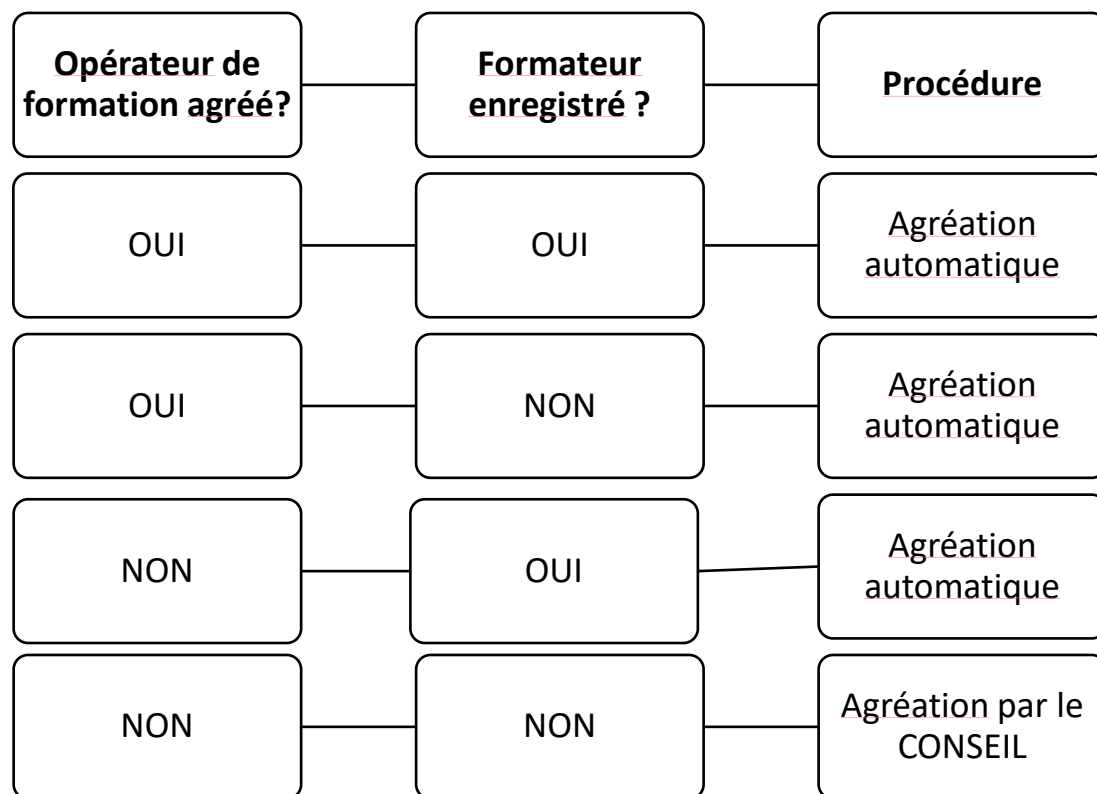 Opérateur de
formation agréé?
Formateur
enregistré ?
Procédure
OUI
OUI
Agréation
automatique
OUI
NON
Agréation
automatique
NON
OUI
Agréation
automatique
NON
NON
Agréation par le
CONSEIL